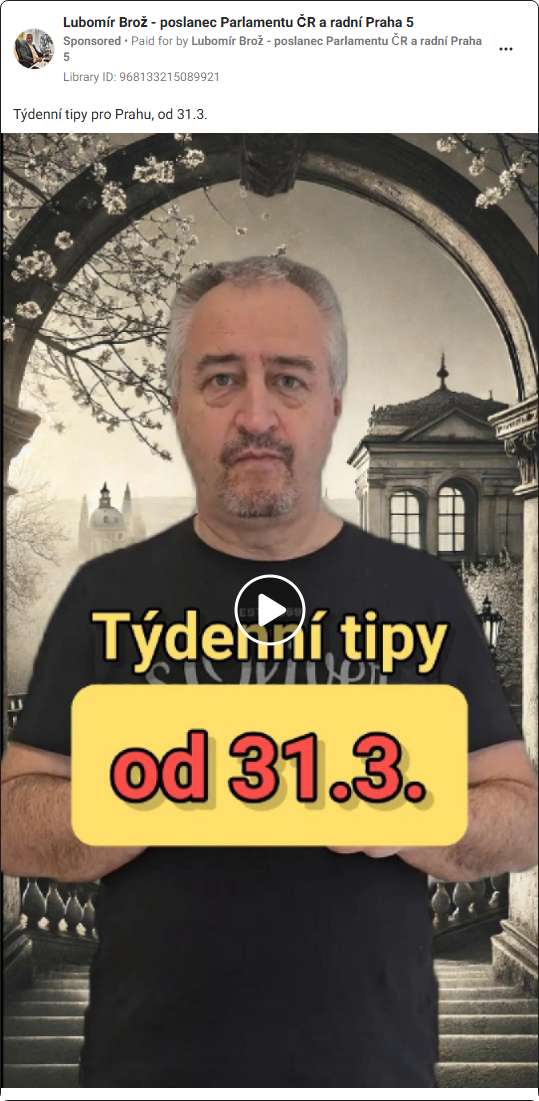 Lubomír Brož - poslanec Parlamentu ČR a radní Praha 5
Sponsored • Paid for by Lubomír Brož - poslanec Parlamentu ČR a radní Praha
5
Library ID: 968133215089921
Týdenní tipy pro Prahu, od 31.3.
Týdenní tipy
od 31.3.